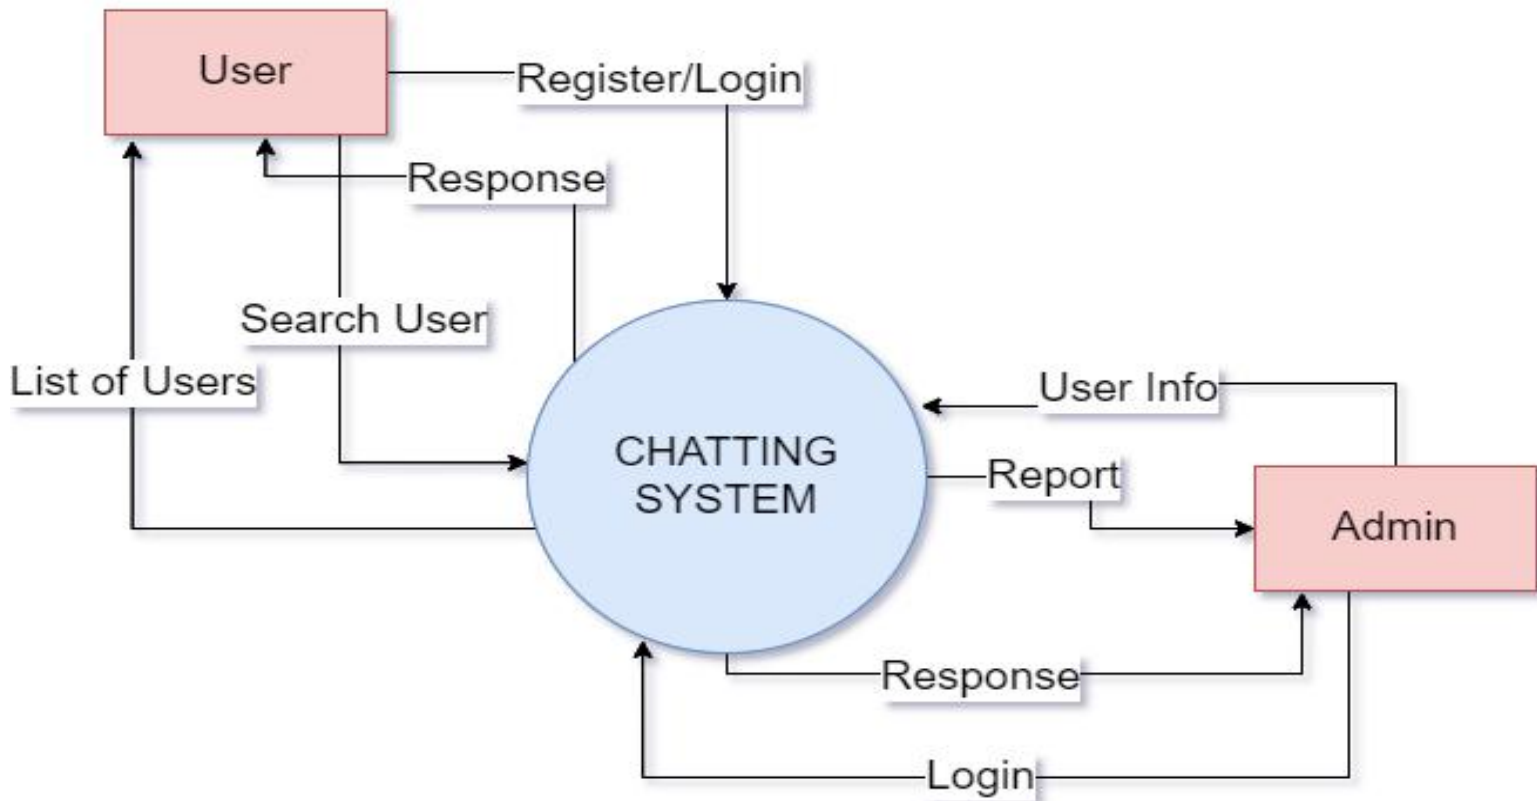 User
Register/Login
Response
Search User
List of Users
User Info
CHATTING
SYSTEM
Report
Admin
Response
Login